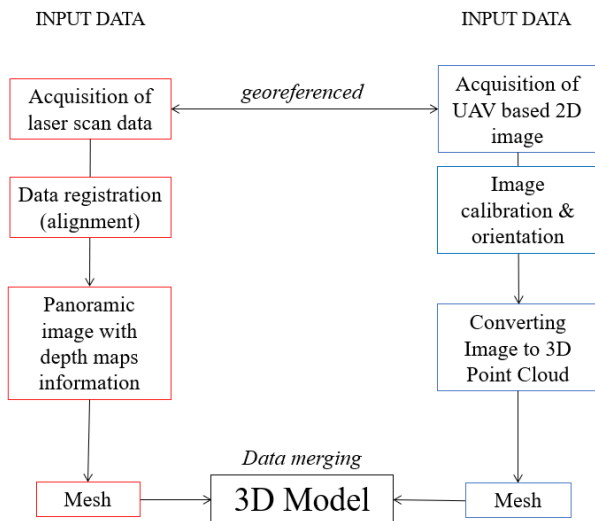 INPUT DATA
INPUT DATA
Acquisition of
laser scan data
georeferenced
Acquisition of
UAV based 2D
image
Data registration
(alignment)
Image
calibration &
orientation
Panoramic
image with
depth maps
information
Converting
Image to 3D
Point Cloud
Data merging
Mesh
3D Model
Mesh